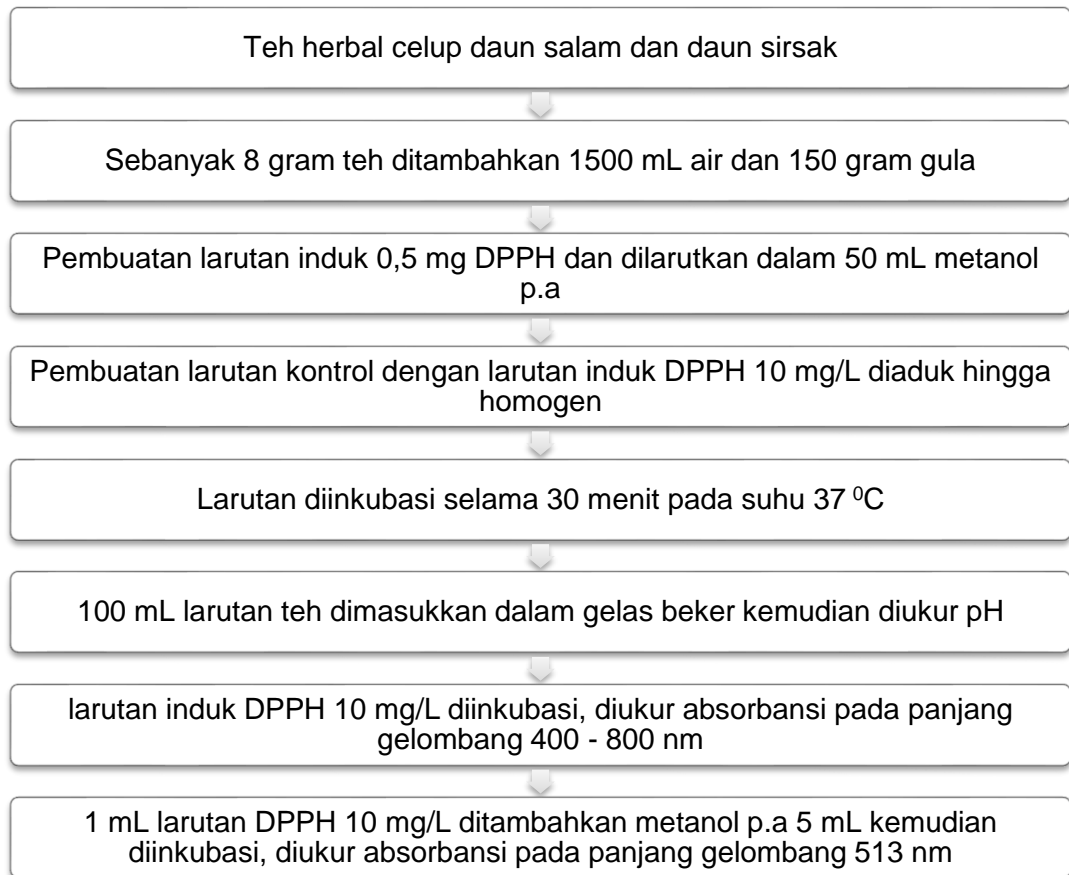 Teh herbal celup daun salam dan daun sirsak
Sebanyak 8 gram teh ditambahkan 1500 mL air dan 150 gram gula
Pembuatan larutan induk 0,5 mg DPPH dan dilarutkan dalam 50 mL metanol
p.a
Pembuatan larutan kontrol dengan larutan induk DPPH 10 mg/L diaduk hingga
homogen
Larutan diinkubasi selama 30 menit pada suhu 37 ⁰C
100 mL larutan teh dimasukkan dalam gelas beker kemudian diukur pH
larutan induk DPPH 10 mg/L diinkubasi, diukur absorbansi pada panjang
gelombang 400 - 800 nm
1 mL larutan DPPH 10 mg/L ditambahkan metanol p.a 5 mL kemudian
diinkubasi, diukur absorbansi pada panjang gelombang 513 nm